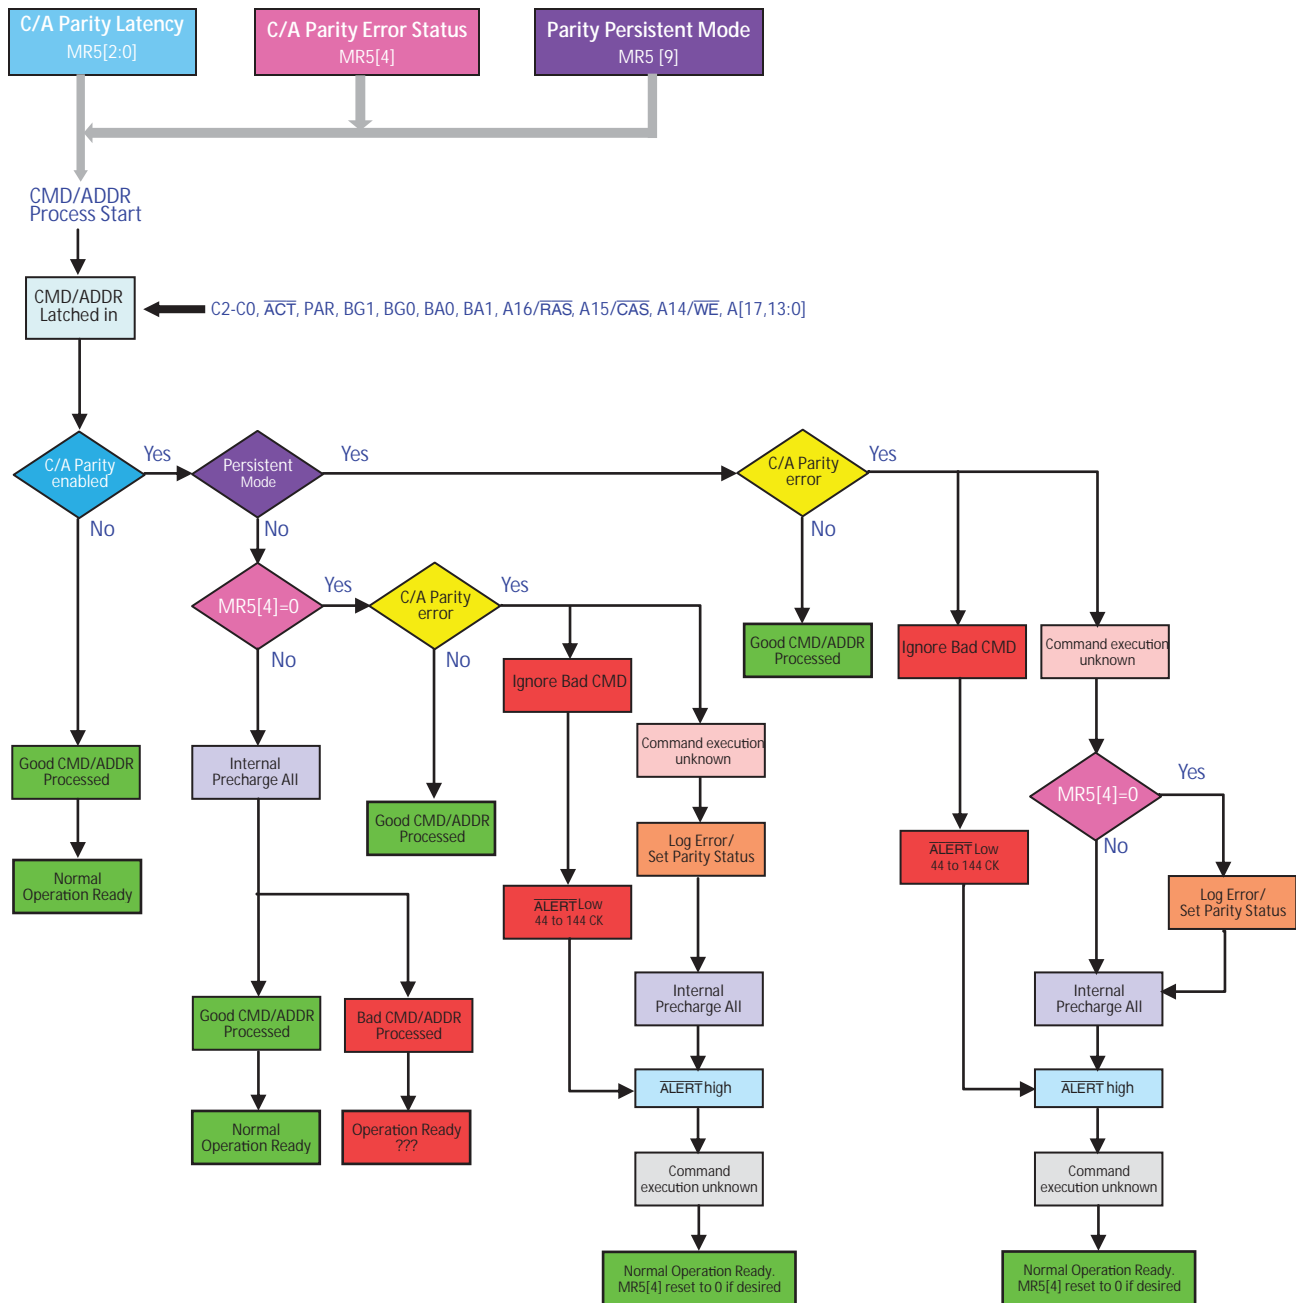 C/A Parity Latency
MR5[2:0]
C/A Parity Error Status
MR5[4]
Parity Persistent Mode
MR5 [9]
CMD/ADDR
Process Start
CMD/ADDR
Latched in
C2-C0, A̅C̅T̅, PAR, BG1, BG0, BA0, BA1, A16/R̅A̅S̅, A15/C̅A̅S̅, A14/W̅E̅, A[17,13:0]
C/A Parity
enabled
Yes
No
Persistent
Mode
Yes
No
C/A Parity
error
Yes
No
MR5[4]=0
Yes
No
C/A Parity
error
Yes
No
Good CMD/ADDR
Processed
Ignore Bad CMD
Command execution
unknown
Ignore Bad CMD
Good CMD/ADDR
Processed
Internal
Precharge All
Command execution
unknown
MR5[4]=0
Yes
No
Good CMD/ADDR
Processed
Log Error/
Set Parity Status
A̅L̅E̅R̅T̅ Low
44 to 144 CK
Normal
Operation Ready
A̅L̅E̅R̅T̅ Low
44 to 144 CK
Log Error/
Set Parity Status
Good CMD/ADDR
Processed
Bad CMD/ADDR
Processed
Internal
Precharge All
Internal
Precharge All
A̅L̅E̅R̅T̅ high
A̅L̅E̅R̅T̅ high
Normal
Operation Ready
Operation Ready
???
Command
execution unknown
Command
execution unknown
Normal Operation Ready.
MR5[4] reset to 0 if desired
Normal Operation Ready.
MR5[4] reset to 0 if desired